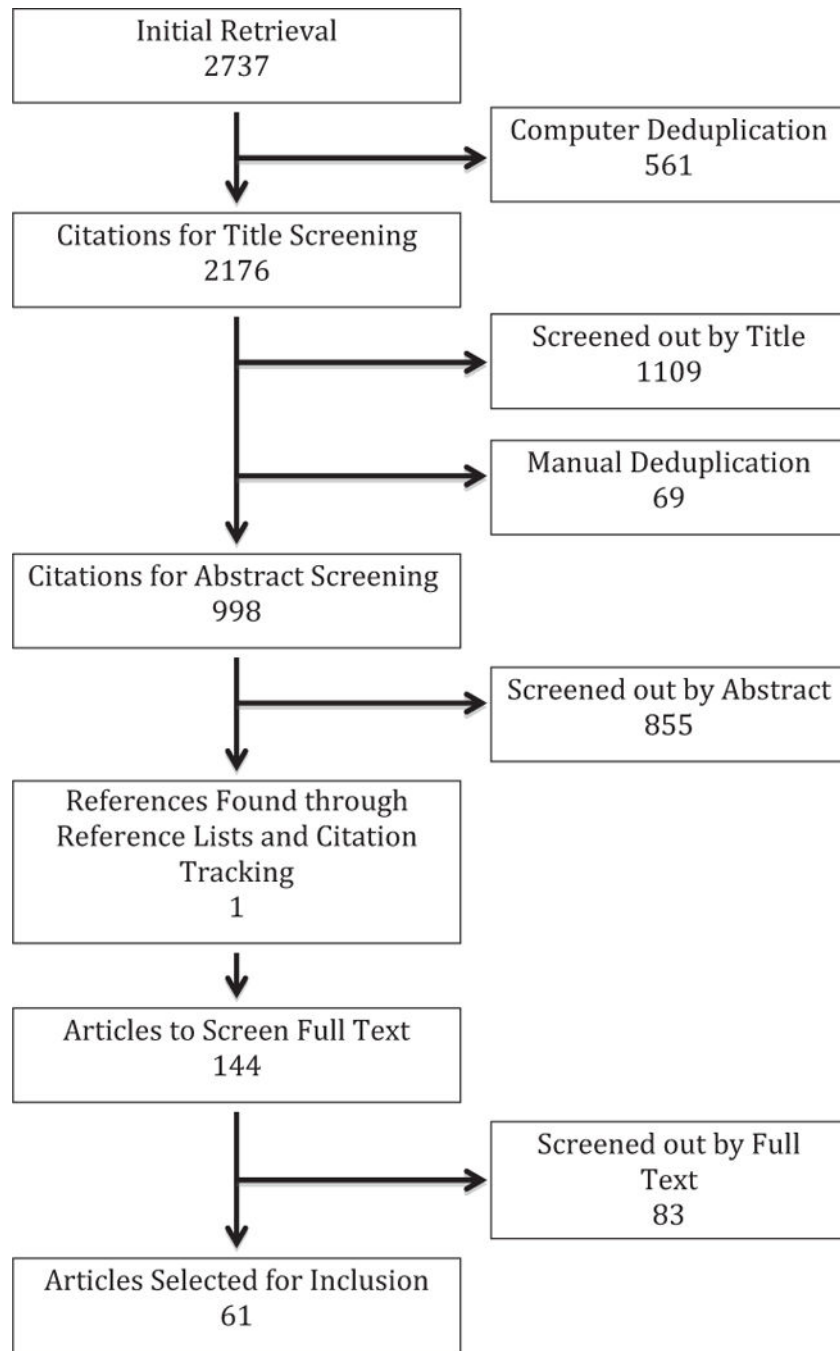 Initial Retrieval
2737
Computer Deduplication
561
Citations for Title Screening
2176
Screened out by Title
1109
Manual Deduplication
69
Citations for Abstract Screening
998
Screened out by Abstract
855
References Found through
Reference Lists and Citation
Tracking
1
Articles to Screen Full Text
144
Screened out by Full
Text
83
Articles Selected for Inclusion
61